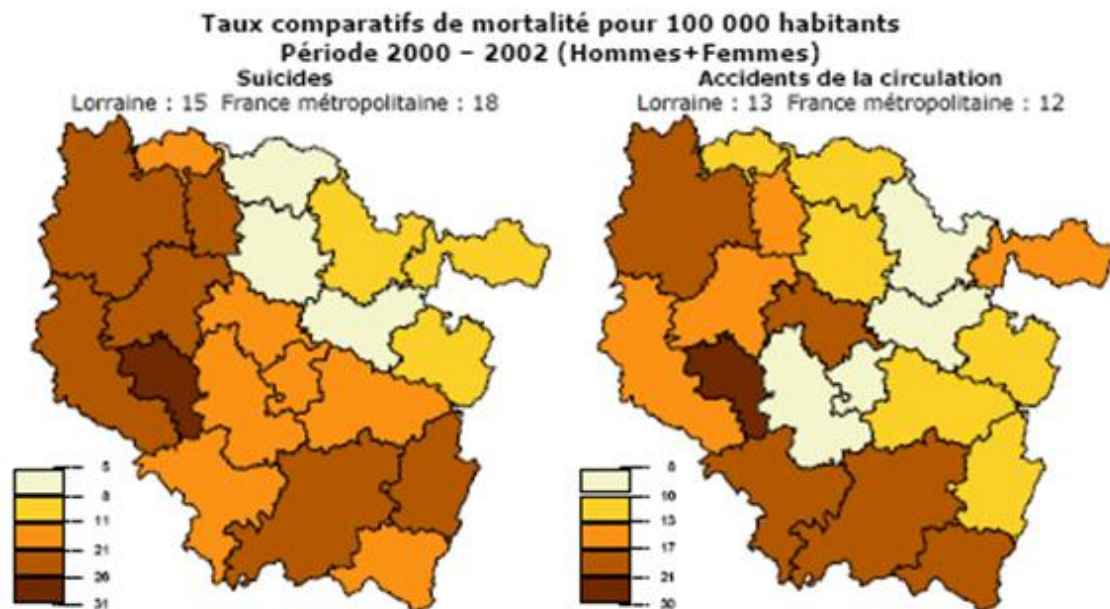 Taux comparatifs de mortalité pour 100 000 habitants
Période 2000 – 2002 (Hommes+Femmes)
Suicides
Lorraine : 15 France métropolitaine : 18
5
8
11
21
26
31
Accidents de la circulation
Lorraine : 13 France métropolitaine : 12
10
13
17
21
30